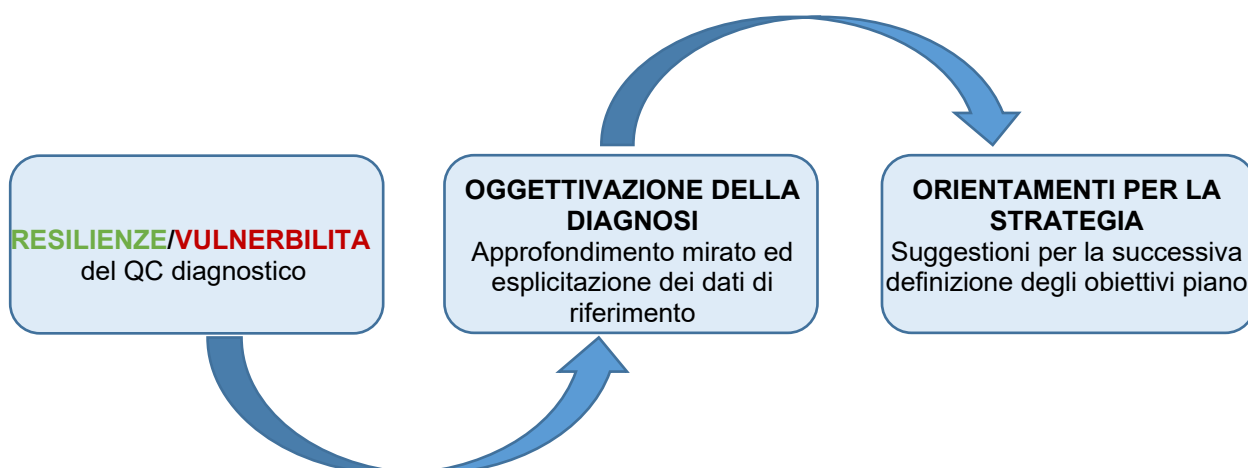 RESILIENZE/VULNERBILITA
del QC diagnostico
OGGETTIVAZIONE DELLA
DIAGNOSI
Approfondimento mirato ed
esplicitazione dei dati di
riferimento
ORIENTAMENTI PER LA
STRATEGIA
Suggestioni per la successiva
definizione degli obiettivi piano